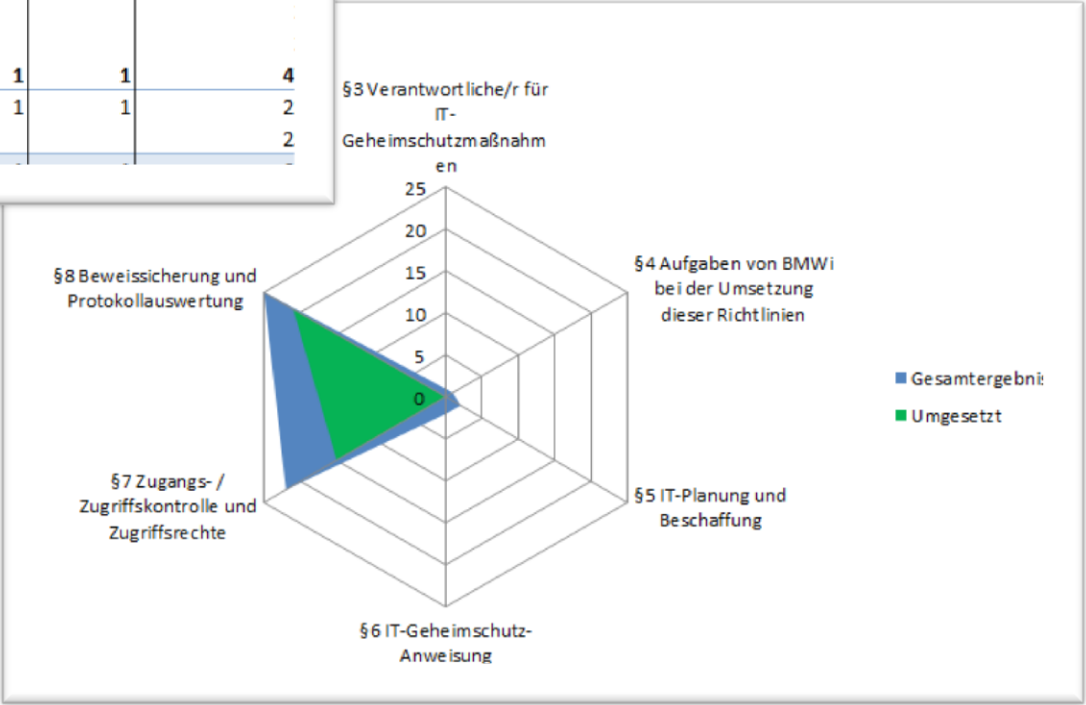 1 1 4
1 1 2
2
§3 Verantwortliche/r für
IT-
Geheimschutzmaßnahm
en
25
20
15
10
5
0
§4 Aufgaben von BMWi
bei der Umsetzung
dieser Richtlinien
§5 IT-Planung und
Beschaffung
§6 IT-Geheimschutz-
Anweisung
§7 Zugangs- /
Zugriffskontrolle und
Zugriffsrechte
§8 Beweissicherung und
Protokollauswertung
Gesamtergebnis
Umgesetzt